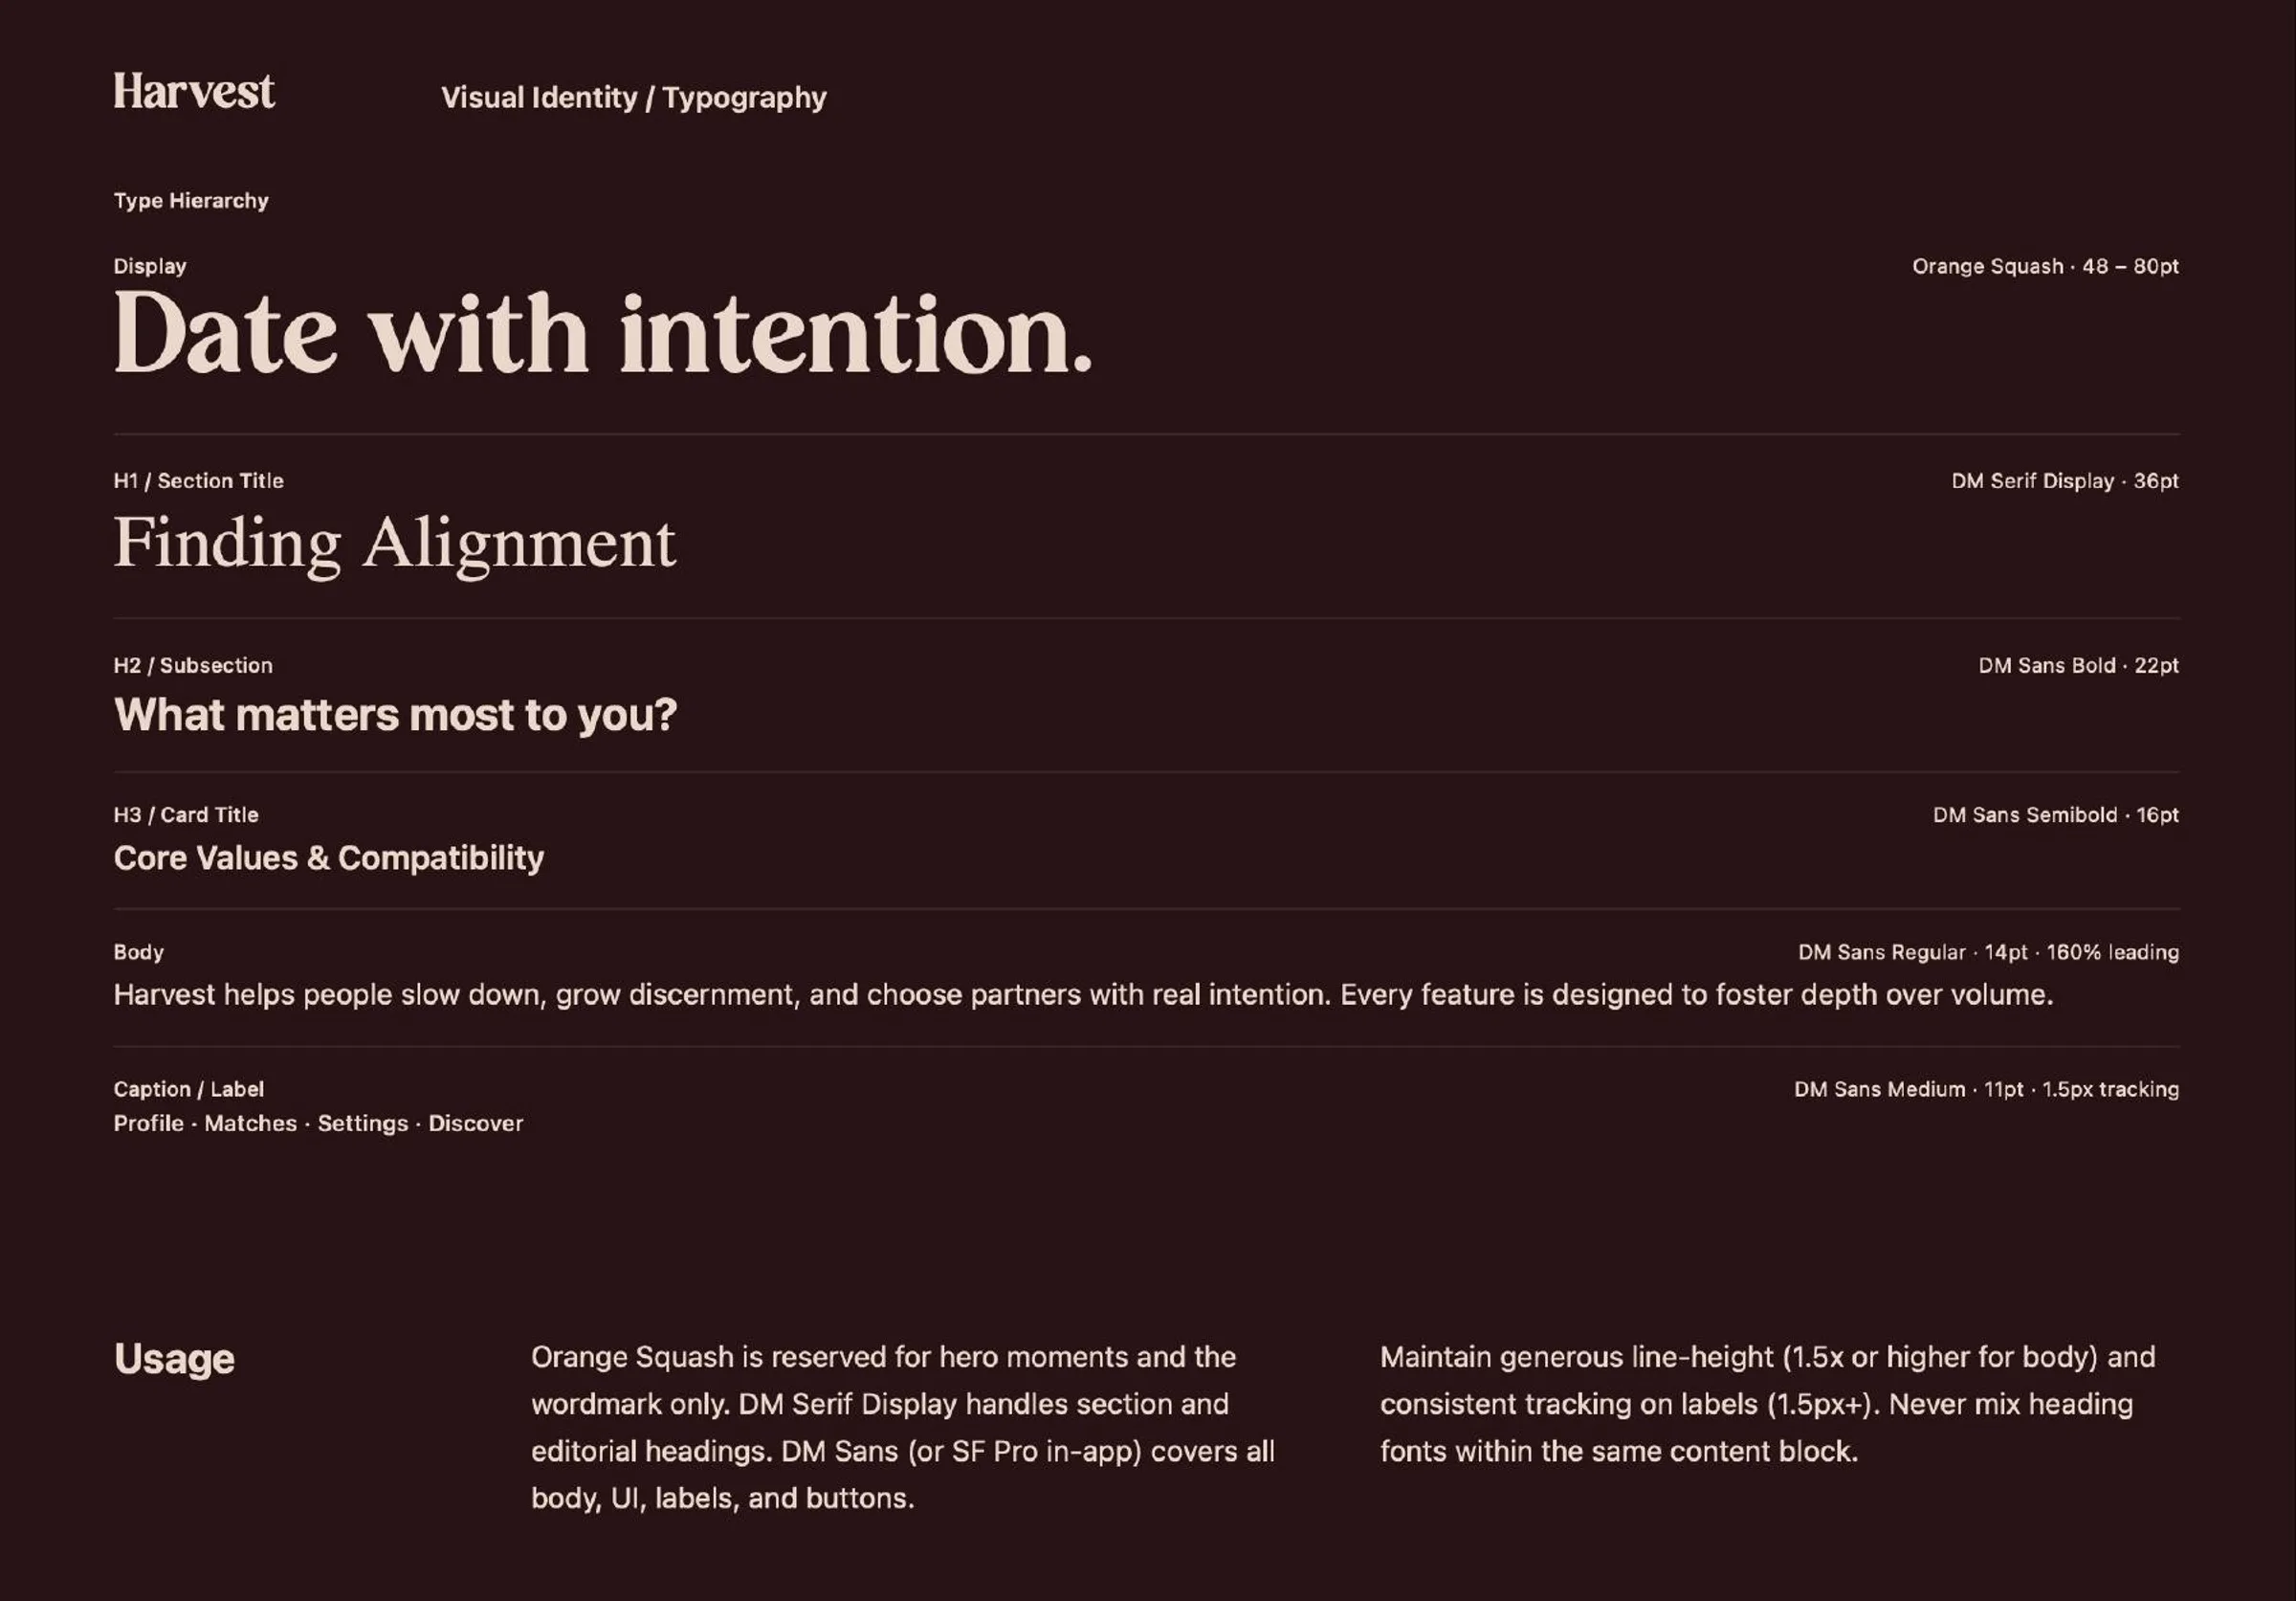 Harvest
Visual Identity / Typography
Type Hierarchy
Display
Orange Squash · 48 – 80pt
Date with intention.
H1 / Section Title
DM Serif Display · 36pt
Finding Alignment
H2 / Subsection
DM Sans Bold · 22pt
What matters most to you?
H3 / Card Title
DM Sans Semibold · 16pt
Core Values & Compatibility
Body
DM Sans Regular · 14pt · 160% leading
Harvest helps people slow down, grow discernment, and choose partners with real intention. Every feature is designed to foster depth over volume.
Caption / Label
DM Sans Medium · 11pt · 1.5px tracking
Profile · Matches · Settings · Discover
Usage
Orange Squash is reserved for hero moments and the
wordmark only. DM Serif Display handles section and
editorial headings. DM Sans (or SF Pro in-app) covers all
body, UI, labels, and buttons.
Maintain generous line-height (1.5x or higher for body) and
consistent tracking on labels (1.5px+). Never mix heading
fonts within the same content block.